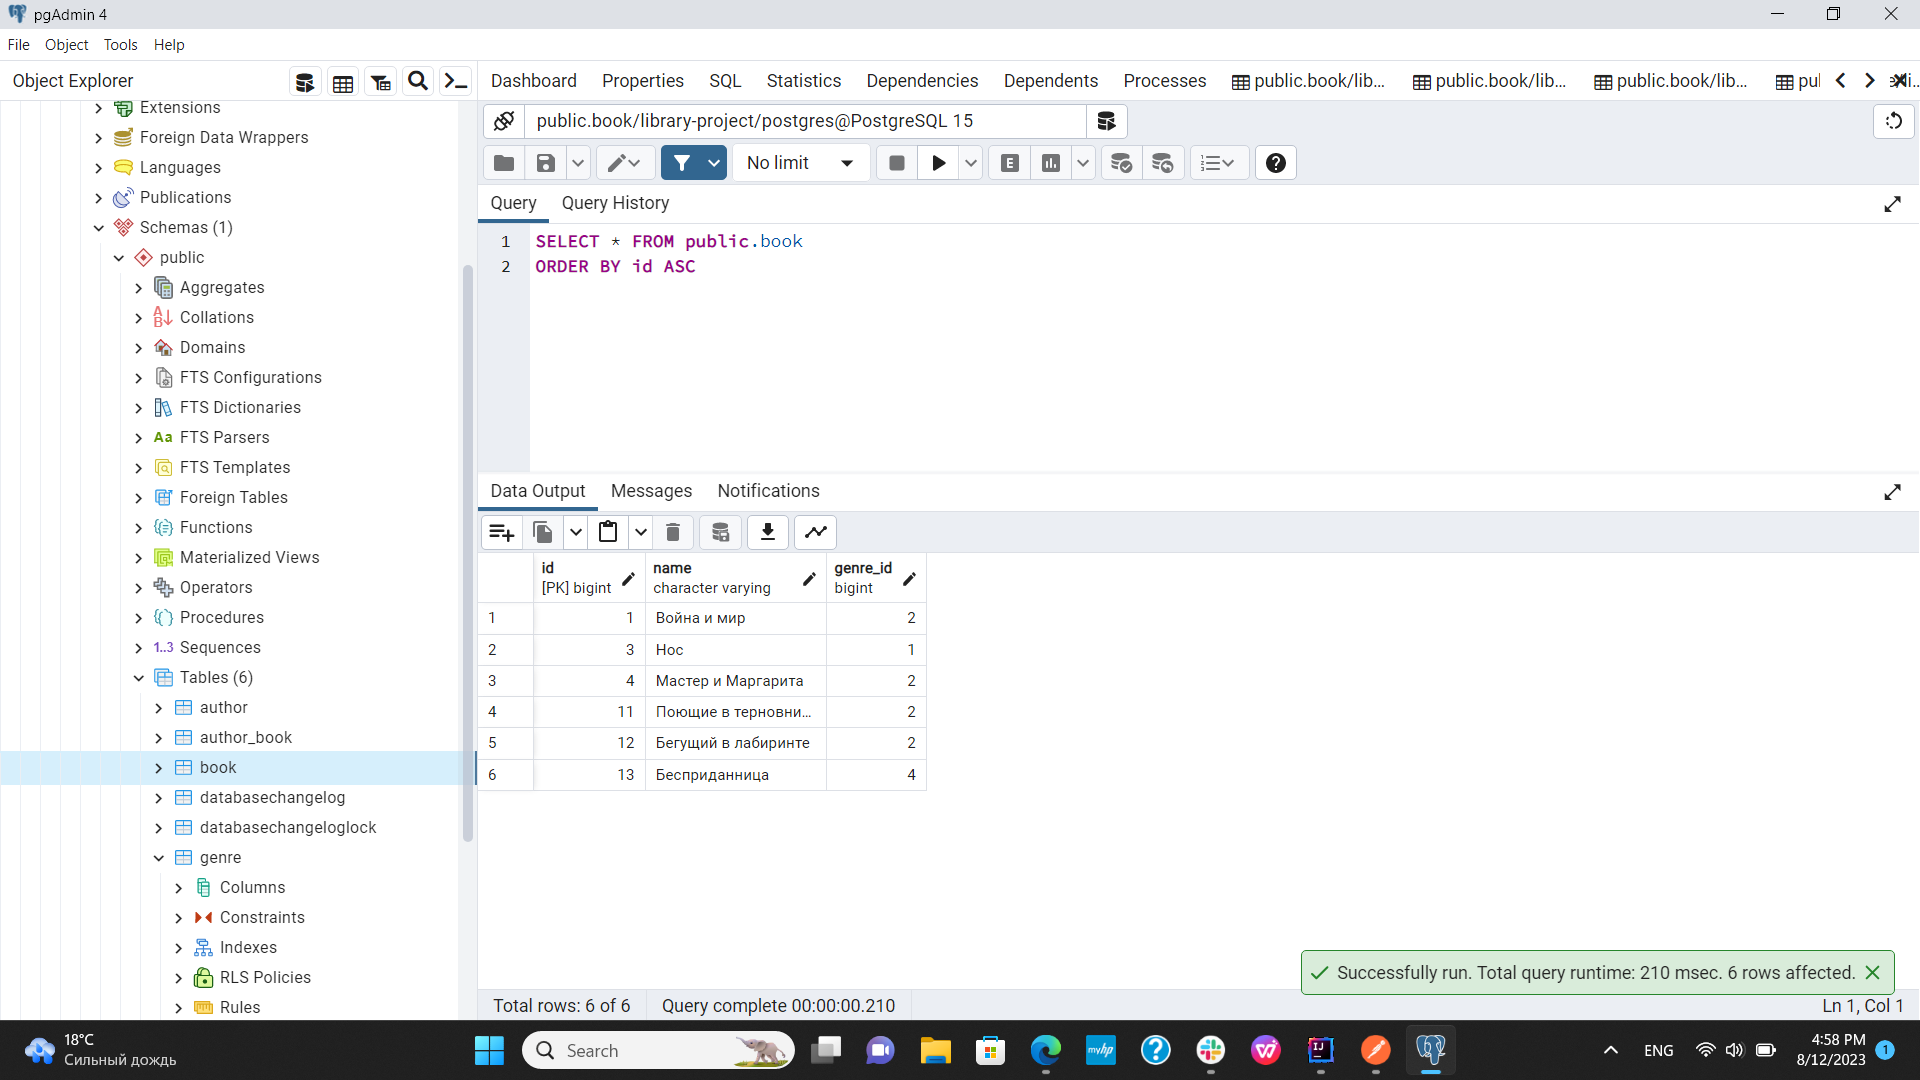 pgAdmin 4
File Object Tools Help
Object Explorer
Dashboard Properties SQL Statistics Dependencies Dependents Processes public.book/lib... public.book/lib... public.book/lib... pu
Extensions
Foreign Data Wrappers
Languages
Publications
Schemas (1)
public
Aggregates
Collations
Domains
FTS Configurations
FTS Dictionaries
Aa FTS Parsers
FTS Templates
Foreign Tables
Functions
Materialized Views
Operators
Procedures
1..3 Sequences
Tables (6)
author
author_book
book
databasechangelog
databasechangeloglock
genre
Columns
Constraints
Indexes
RLS Policies
Rules
public.book/library-project/postgres@PostgreSQL 15
No limit
E
Query Query History
1 SELECT * FROM public.book
2 ORDER BY id ASC
Data Output Messages Notifications
id name genre_id
[PK] bigint character varying bigint
1 1 Война и мир 2
2 3 Нос 1
3 4 Мастер и Маргарита 2
4 11 Поющие в терновни... 2
5 12 Бегущий в лабиринте 2
6 13 Бесприданница 4
Successfully run. Total query runtime: 210 msec. 6 rows affected.
Total rows: 6 of 6 Query complete 00:00:00.210 Ln 1, Col 1
18°C
Сильный дождь
Search
myhp
IJ
ENG
4:58 PM
8/12/2023
1